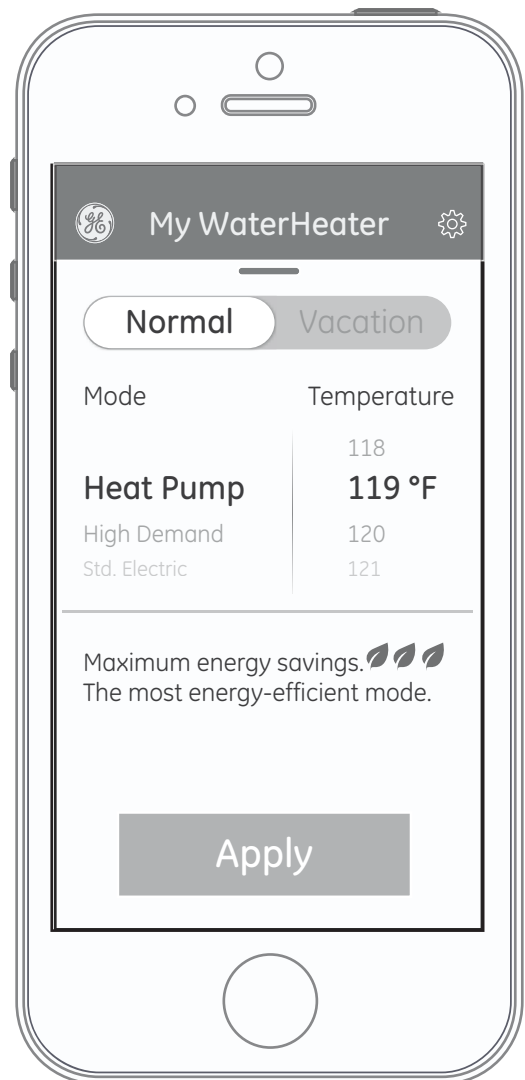 GE
My WaterHeater
Normal Vacation
Mode Temperature
118
Heat Pump 119 °F
High Demand 120
Std. Electric 121
Maximum energy savings.
The most energy-efficient mode.
Apply